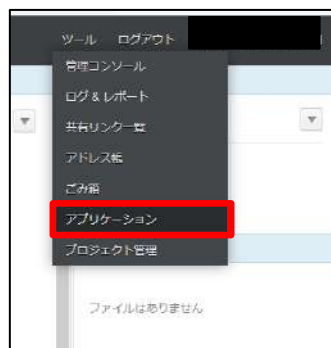 ツール ログアウト
管理コンソール
ログ & レポート
共有リンク一覧
アドレス帳
ごみ箱
アプリケーション
プロジェクト管理
ファイルはありません